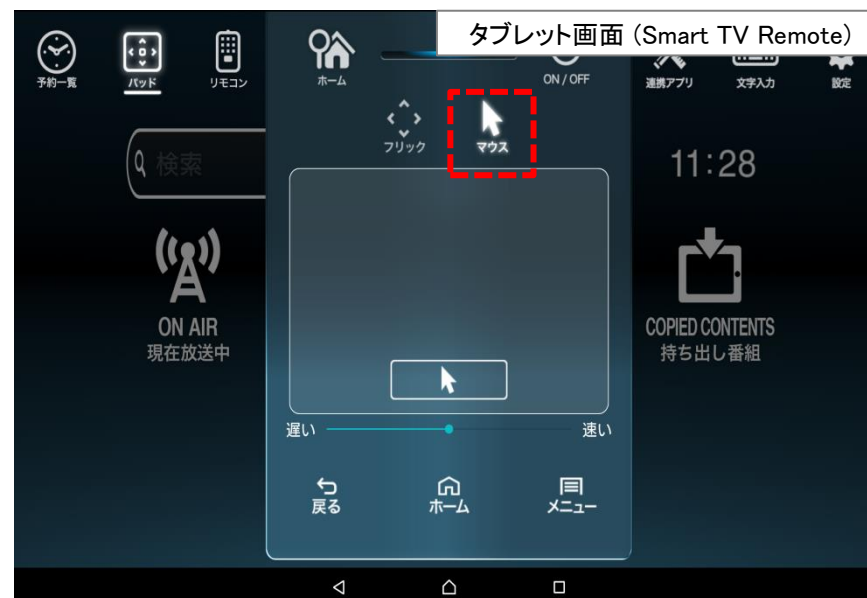 タブレット画面（Smart TV Remote）
予約一覧
パッド
リモコン
ホーム
ON / OFF
連携アプリ
文字入力
設定
フリック
マウス
検索
11:28
ON AIR
現在放送中
COPIED CONTENTS
持ち出し番組
遅い
速い
戻る
ホーム
メニュー